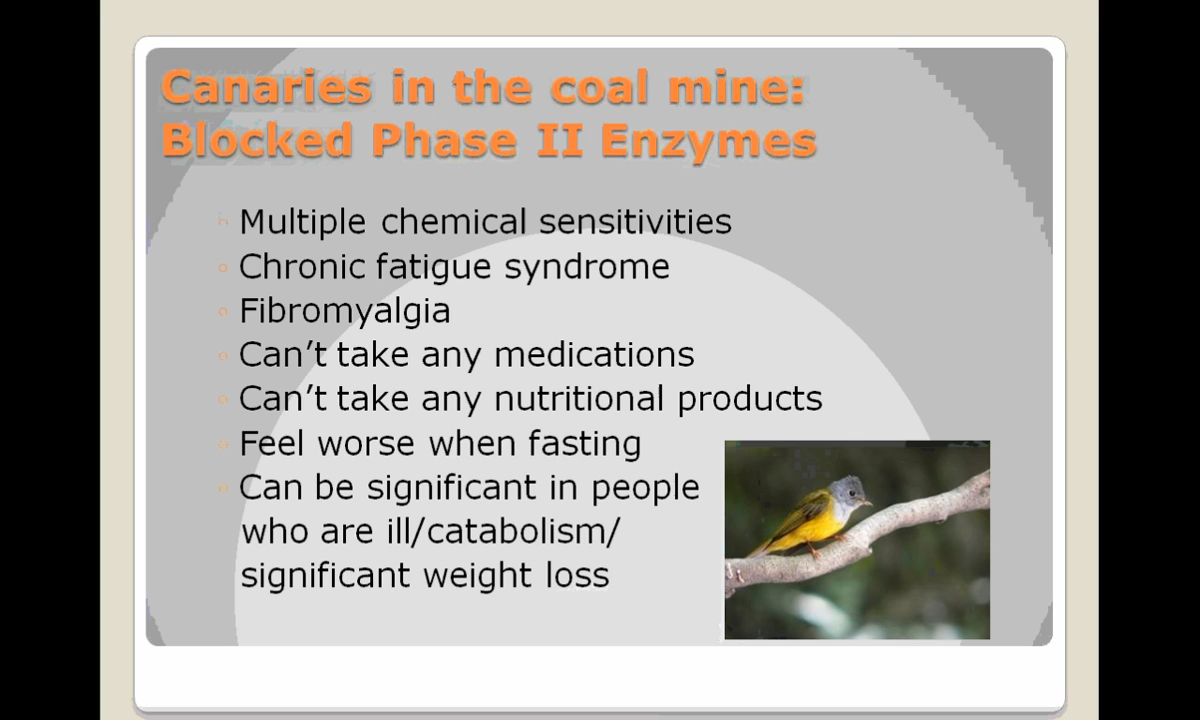 Canaries in the coal mine:
Blocked Phase II Enzymes
Multiple chemical sensitivities
Chronic fatigue syndrome
Fibromyalgia
Can’t take any medications
Can’t take any nutritional products
Feel worse when fasting
Can be significant in people
who are ill/catabolism/
significant weight loss